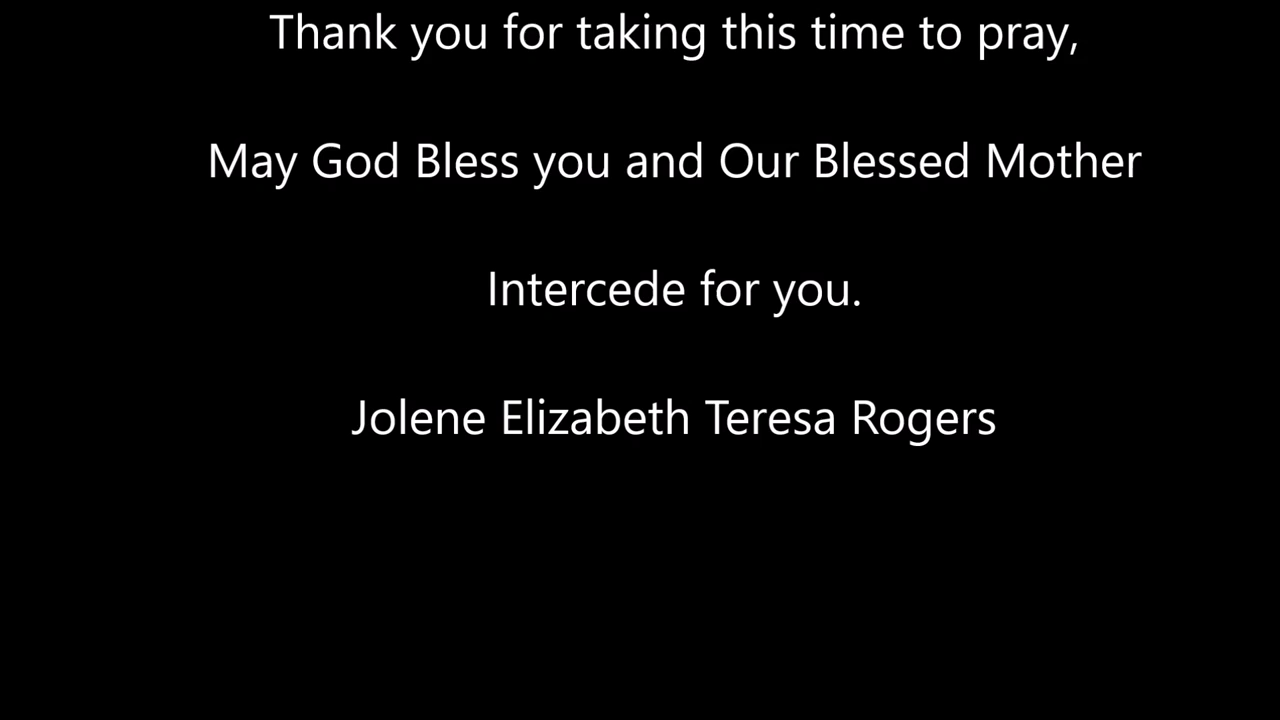 Thank you for taking this time to pray,
May God Bless you and Our Blessed Mother
Intercede for you.
Jolene Elizabeth Teresa Rogers